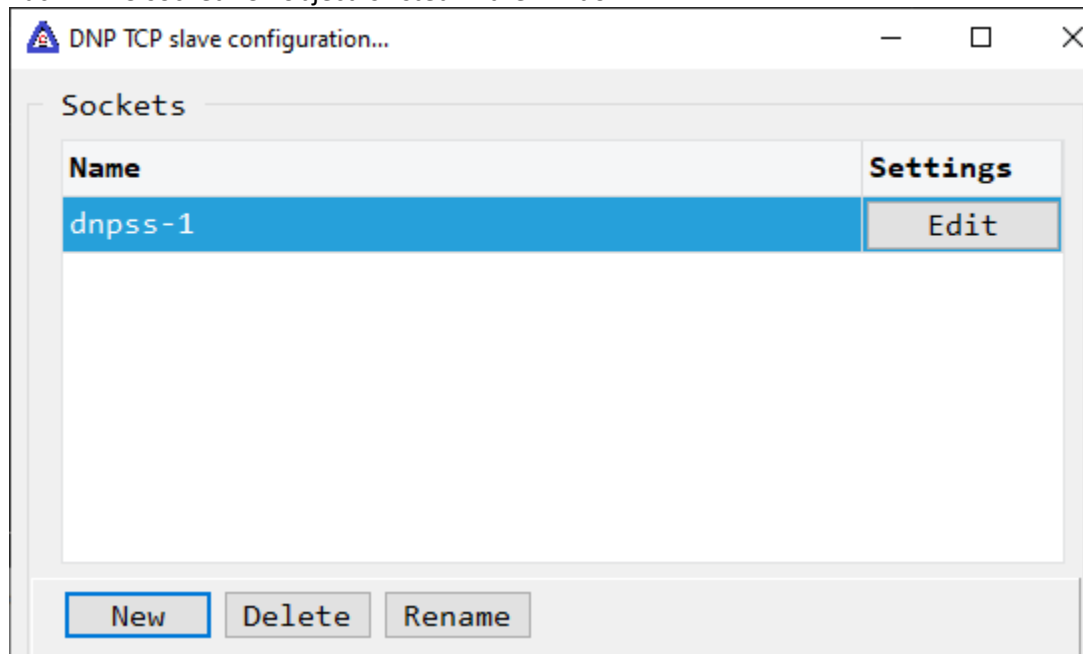 DNP TCP slave configuration...
Sockets
Name Settings
dnpss-1 Edit
New Delete Rename